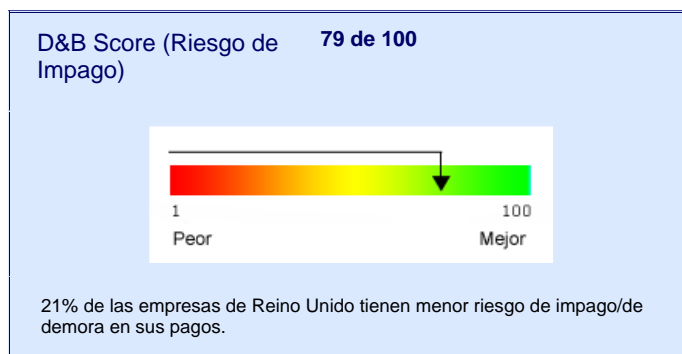 D&B Score (Riesgo de Impago)
79 de 100
1
100
Peor
Mejor
21% de las empresas de Reino Unido tienen menor riesgo de impago/de
demora en sus pagos.